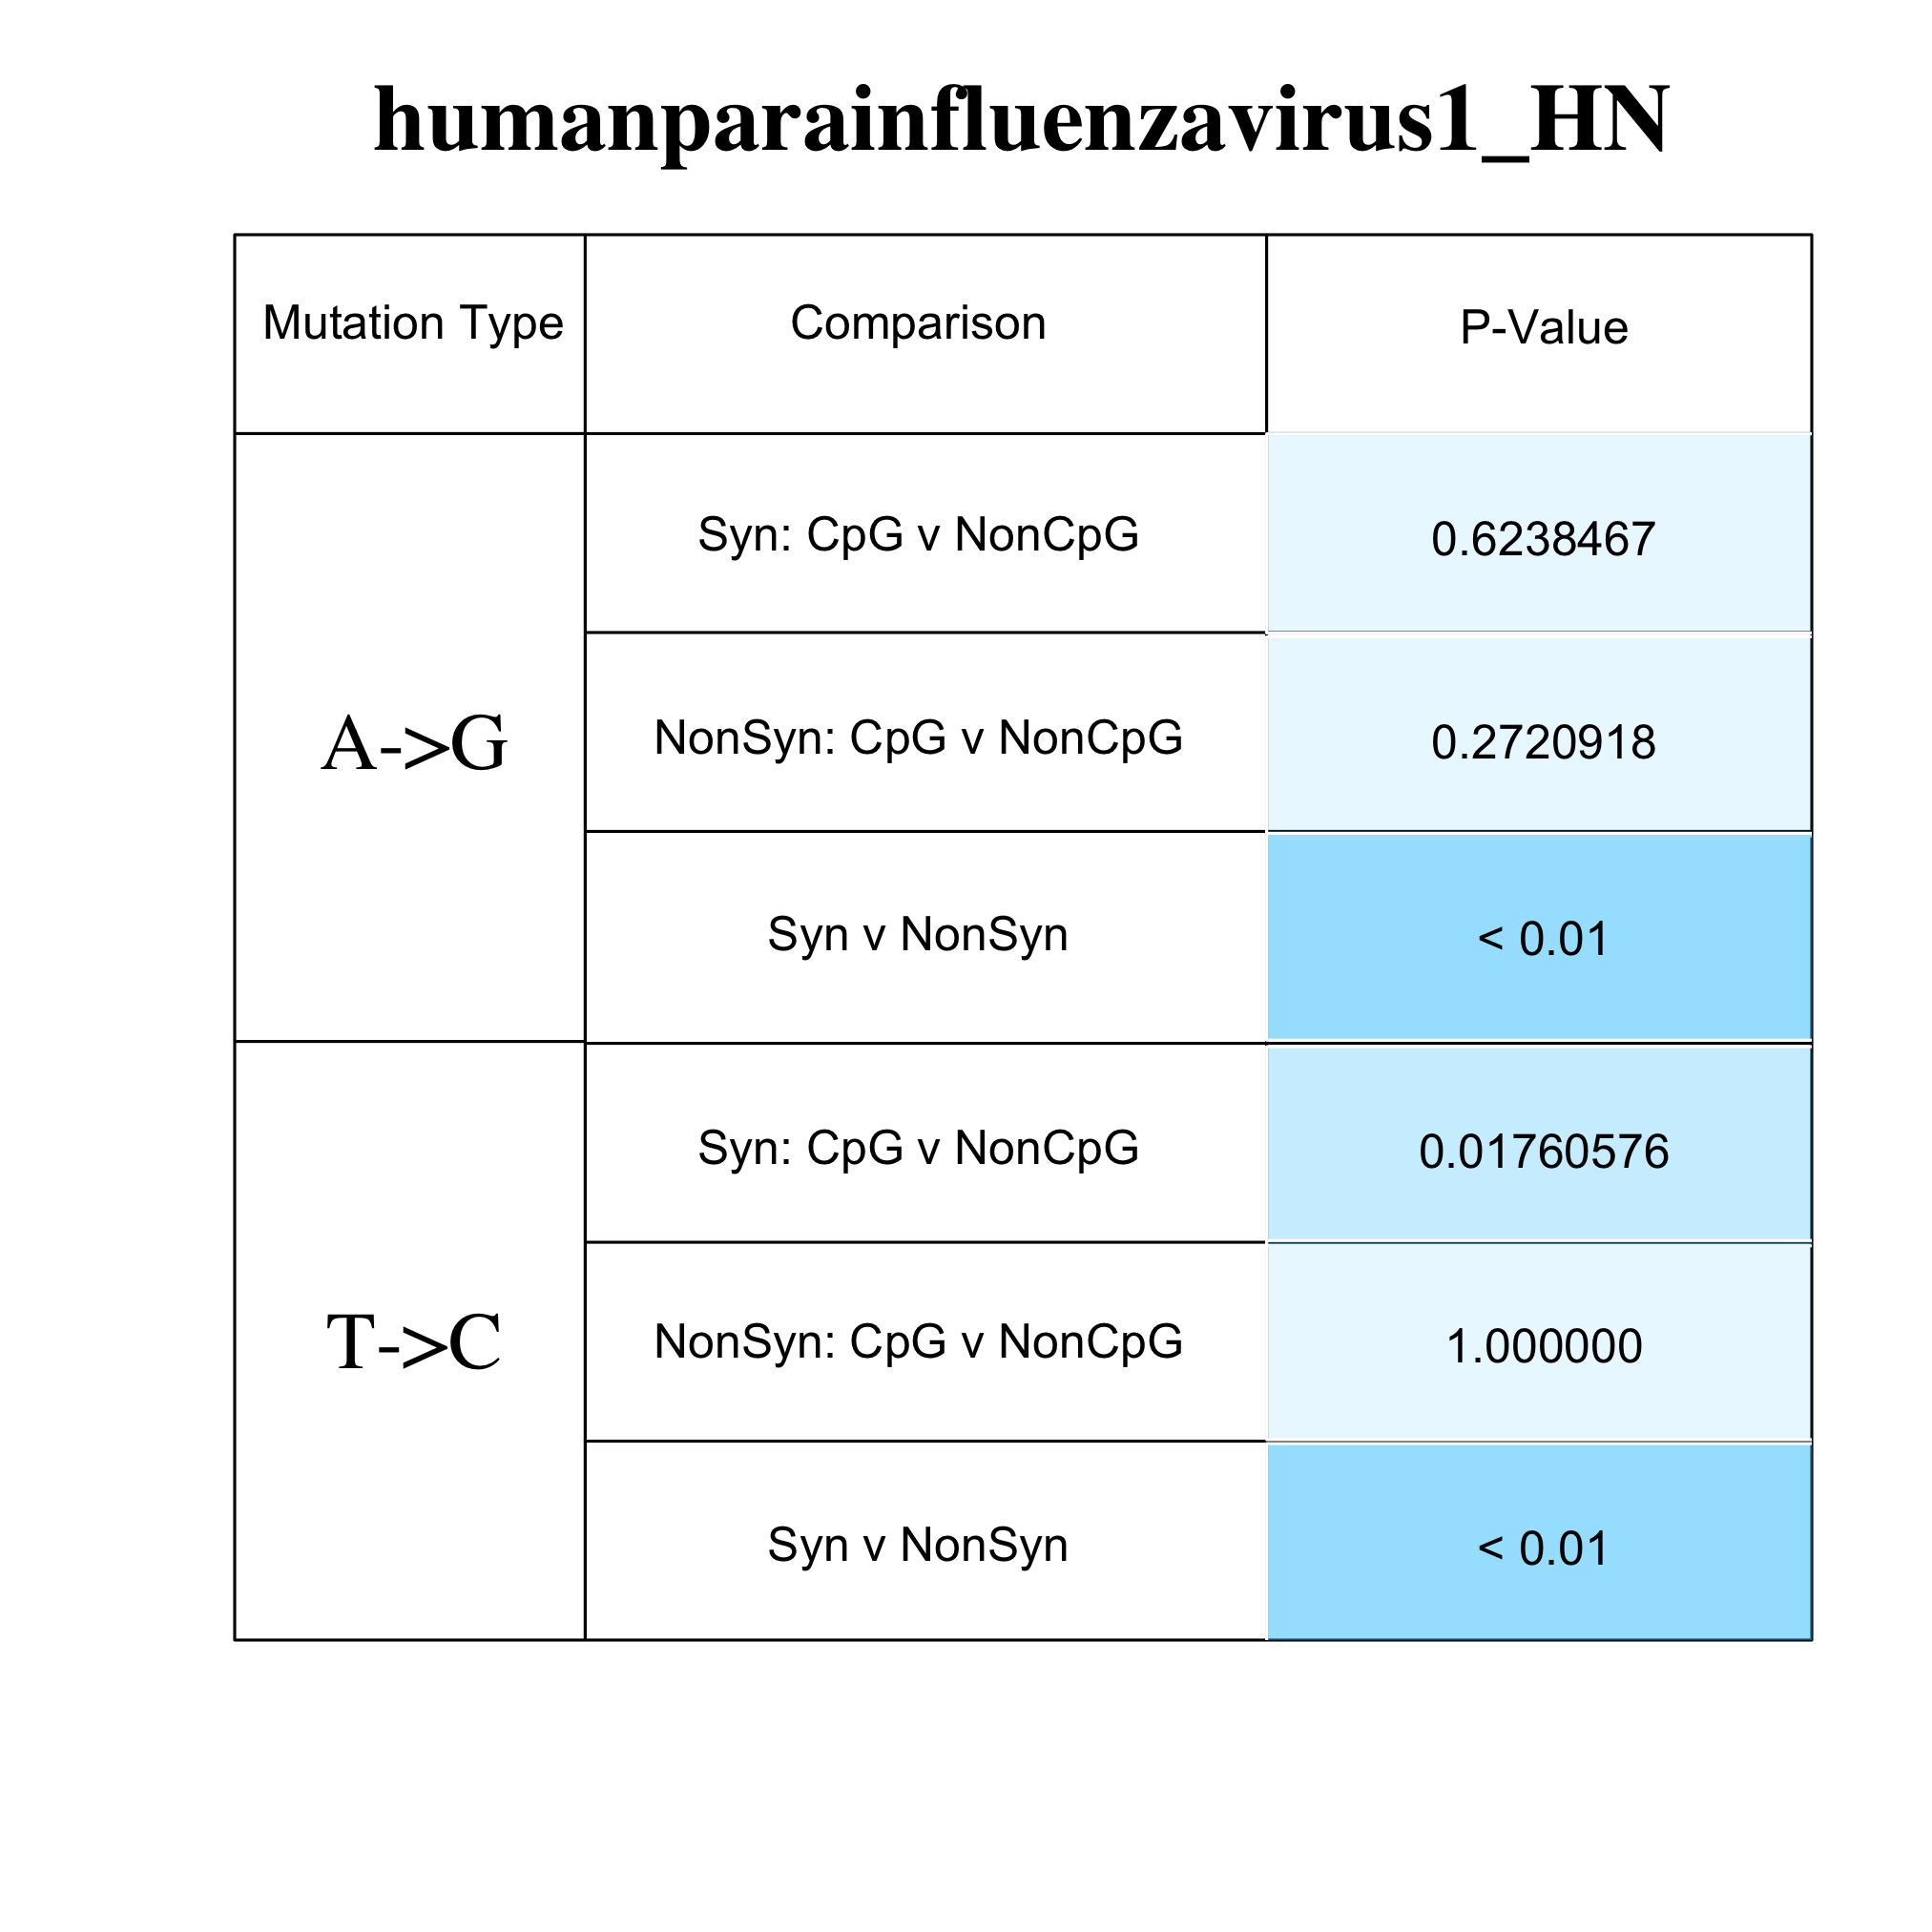 humanparainfluenzavirus1_HN
Mutation Type Comparison P-Value
Syn: CpG v NonCpG 0.6238467
A->G NonSyn: CpG v NonCpG 0.2720918
Syn v NonSyn < 0.01
Syn: CpG v NonCpG 0.01760576
T->C NonSyn: CpG v NonCpG 1.000000
Syn v NonSyn < 0.01